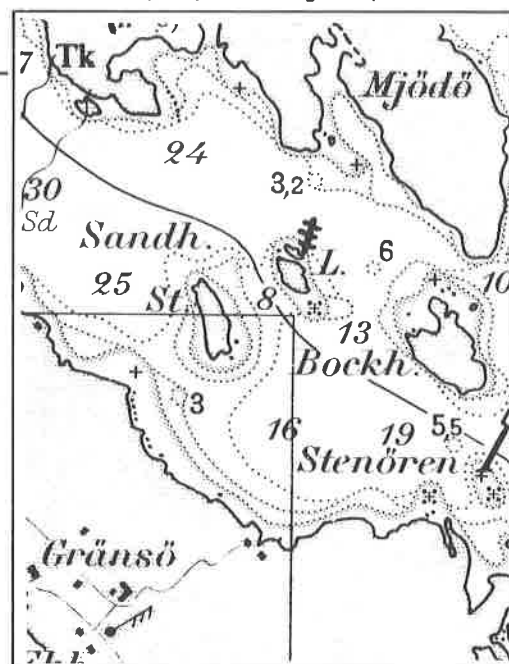 7
Tk
Mjödö
24
3,2
30
Sd
Sandh.
6
L.
25
St.
8
10
13
Bockh.
3
5,5
16
19
Stenören
Gränsö